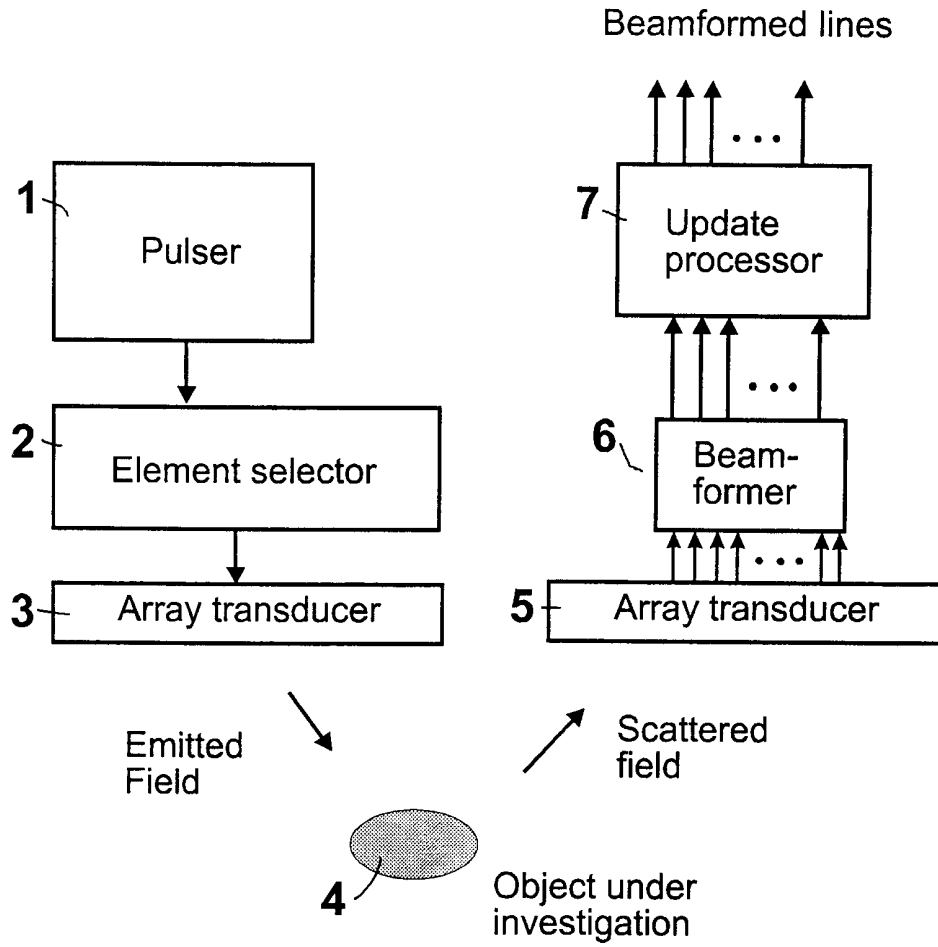 Beamformed lines
1
Pulser
2
Element selector
3
Array transducer
Emitted
Field
4
Object under
investigation
Scattered
field
5
Array transducer
6
Beam-
former
7
Update
processor